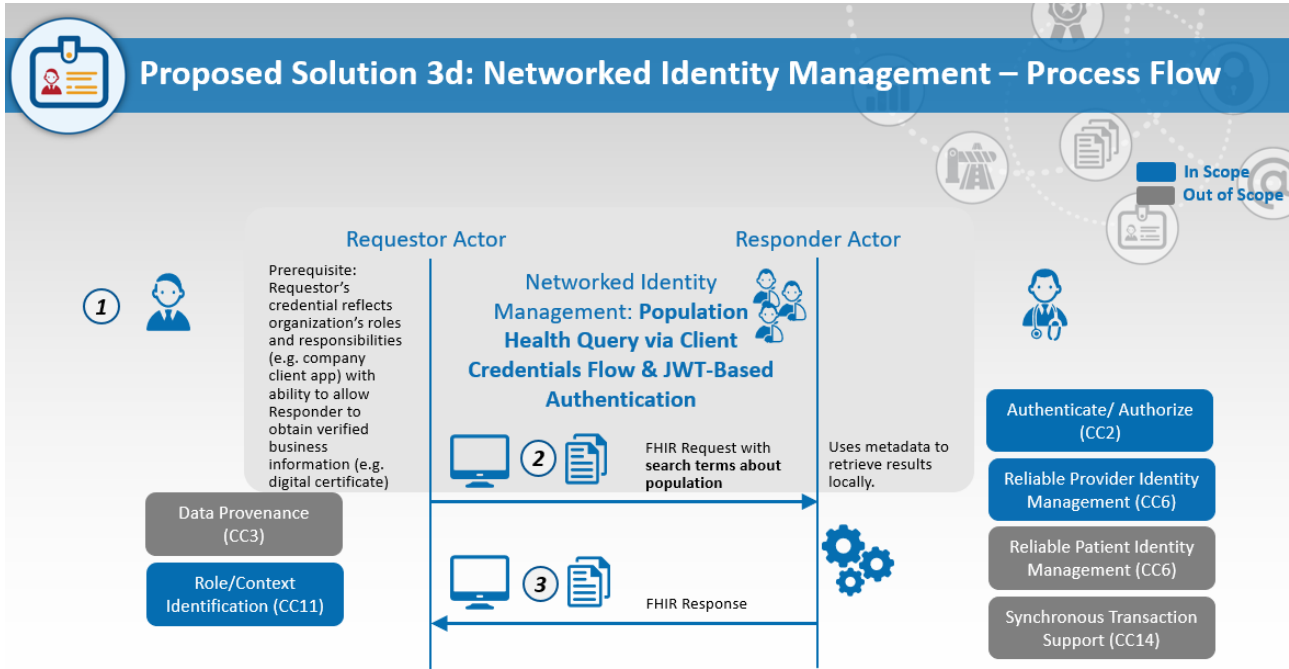 Proposed Solution 3d: Networked Identity Management – Process Flow
In Scope
Out of Scope
Requestor Actor
Responder Actor
1
Prerequisite:
Requestor's
credential reflects
organization's roles
and responsibilities
(e.g. company
client app) with
ability to allow
Responder to
obtain verified
business
information (e.g.
digital certificate)
Networked Identity
Management: Population
Health Query via Client
Credentials Flow & JWT-Based
Authentication
2
FHIR Request with
search terms about
population
Uses metadata to
retrieve results
locally.
Data Provenance
(CC3)
Role/Context
Identification (CC11)
3
FHIR Response
Authenticate/ Authorize
(CC2)
Reliable Provider Identity
Management (CC6)
Reliable Patient Identity
Management (CC6)
Synchronous Transaction
Support (CC14)